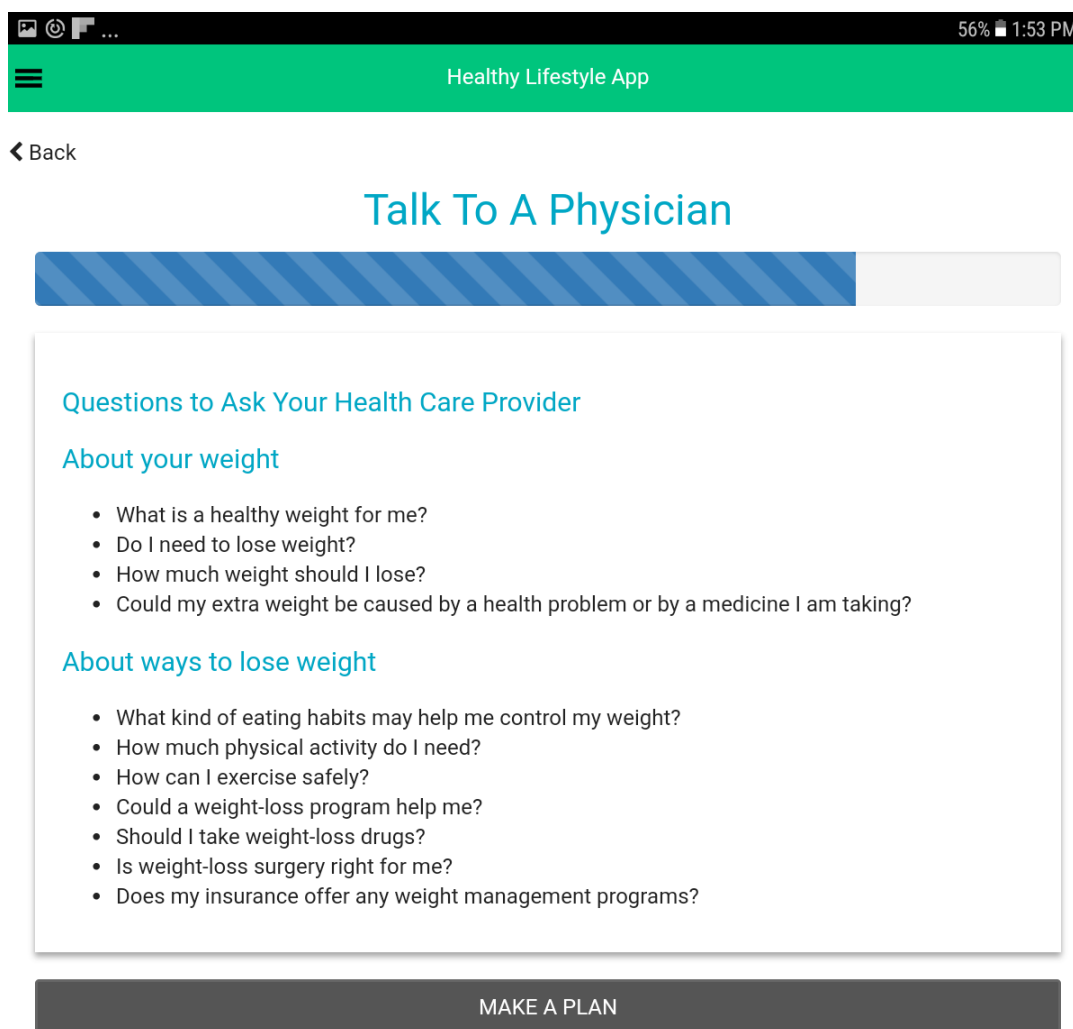 ... 56% 1:53 PM
Healthy Lifestyle App
Back
Talk To A Physician
Questions to Ask Your Health Care Provider
About your weight
• What is a healthy weight for me?
• Do I need to lose weight?
• How much weight should I lose?
• Could my extra weight be caused by a health problem or by a medicine I am taking?
About ways to lose weight
• What kind of eating habits may help me control my weight?
• How much physical activity do I need?
• How can I exercise safely?
• Could a weight-loss program help me?
• Should I take weight-loss drugs?
• Is weight-loss surgery right for me?
• Does my insurance offer any weight management programs?
MAKE A PLAN